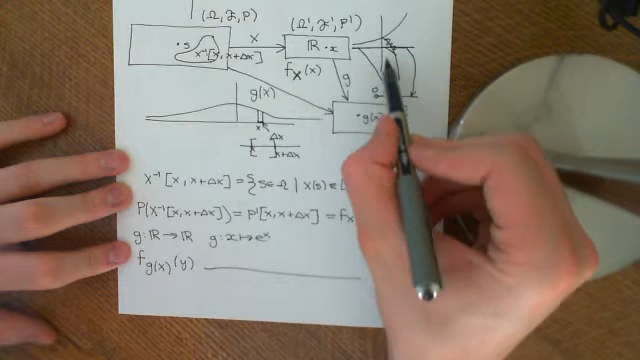 (Ω, 𝓕, P) (Ω', 𝓕', P')
• s X ℝ • x
X⁻¹[x, x+Δx]
f_X(x) g
g(x)
• g(x)
x Δx
x+Δx
X⁻¹[x, x+Δx] = {s∈Ω | X(s) ∈ [
P(X⁻¹[x, x+Δx]) = P'[x, x+Δx] = f_X
g: ℝ → ℝ g: x ↦ eˣ
f_g(x) (y)